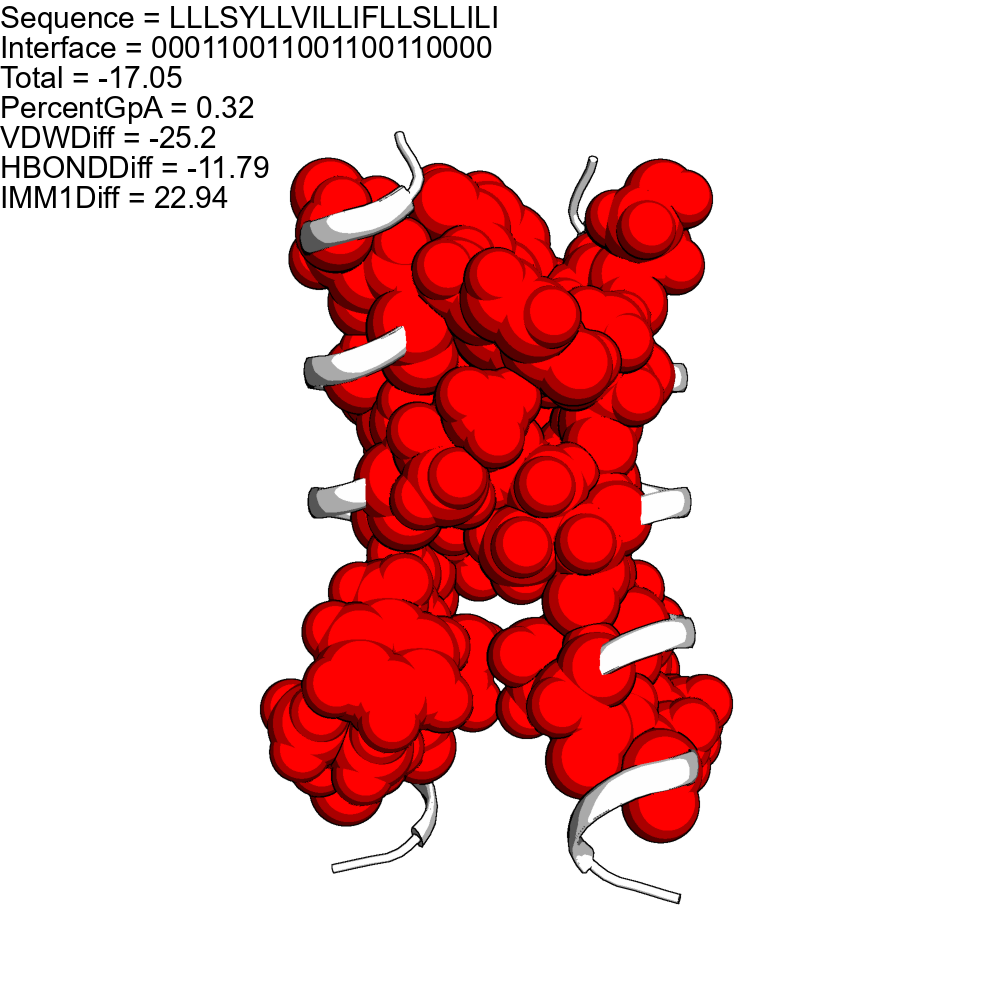 Sequence = LLLSYLLVILLIFLLSLLILI
Interface = 000110011001100110000
Total = -17.05
PercentGpA = 0.32
VDWDiff = -25.2
HBONDDiff = -11.79
IMM1Diff = 22.94